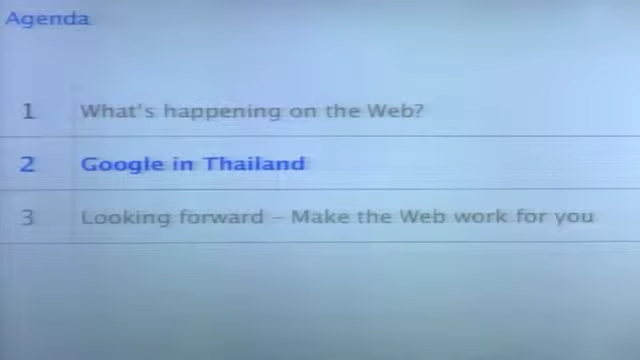 Agenda
1 What's happening on the Web?
2 Google in Thailand
3 Looking forward – Make the Web work for you